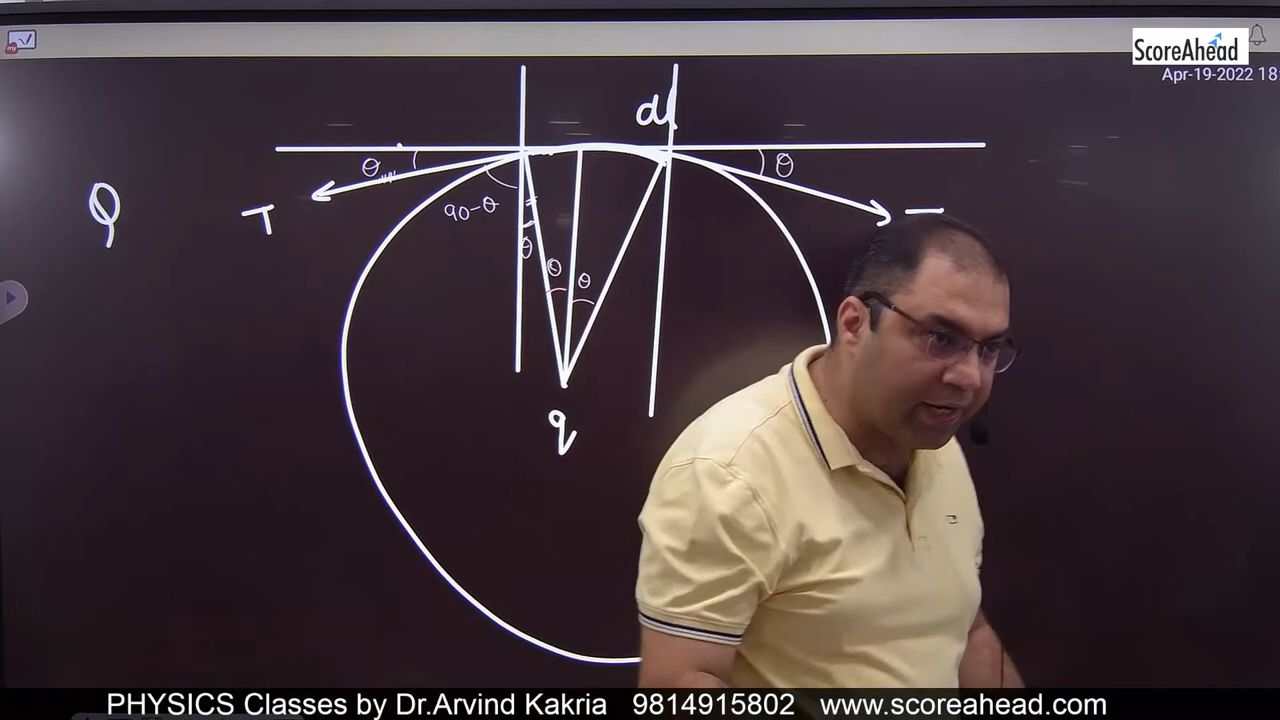 ScoreAhead
Apr-19-2022 18:
dl
θ
θ
Q
T
90-θ
θ
θ
θ
q
PHYSICS Classes by Dr.Arvind Kakria 9814915802 www.scoreahead.com